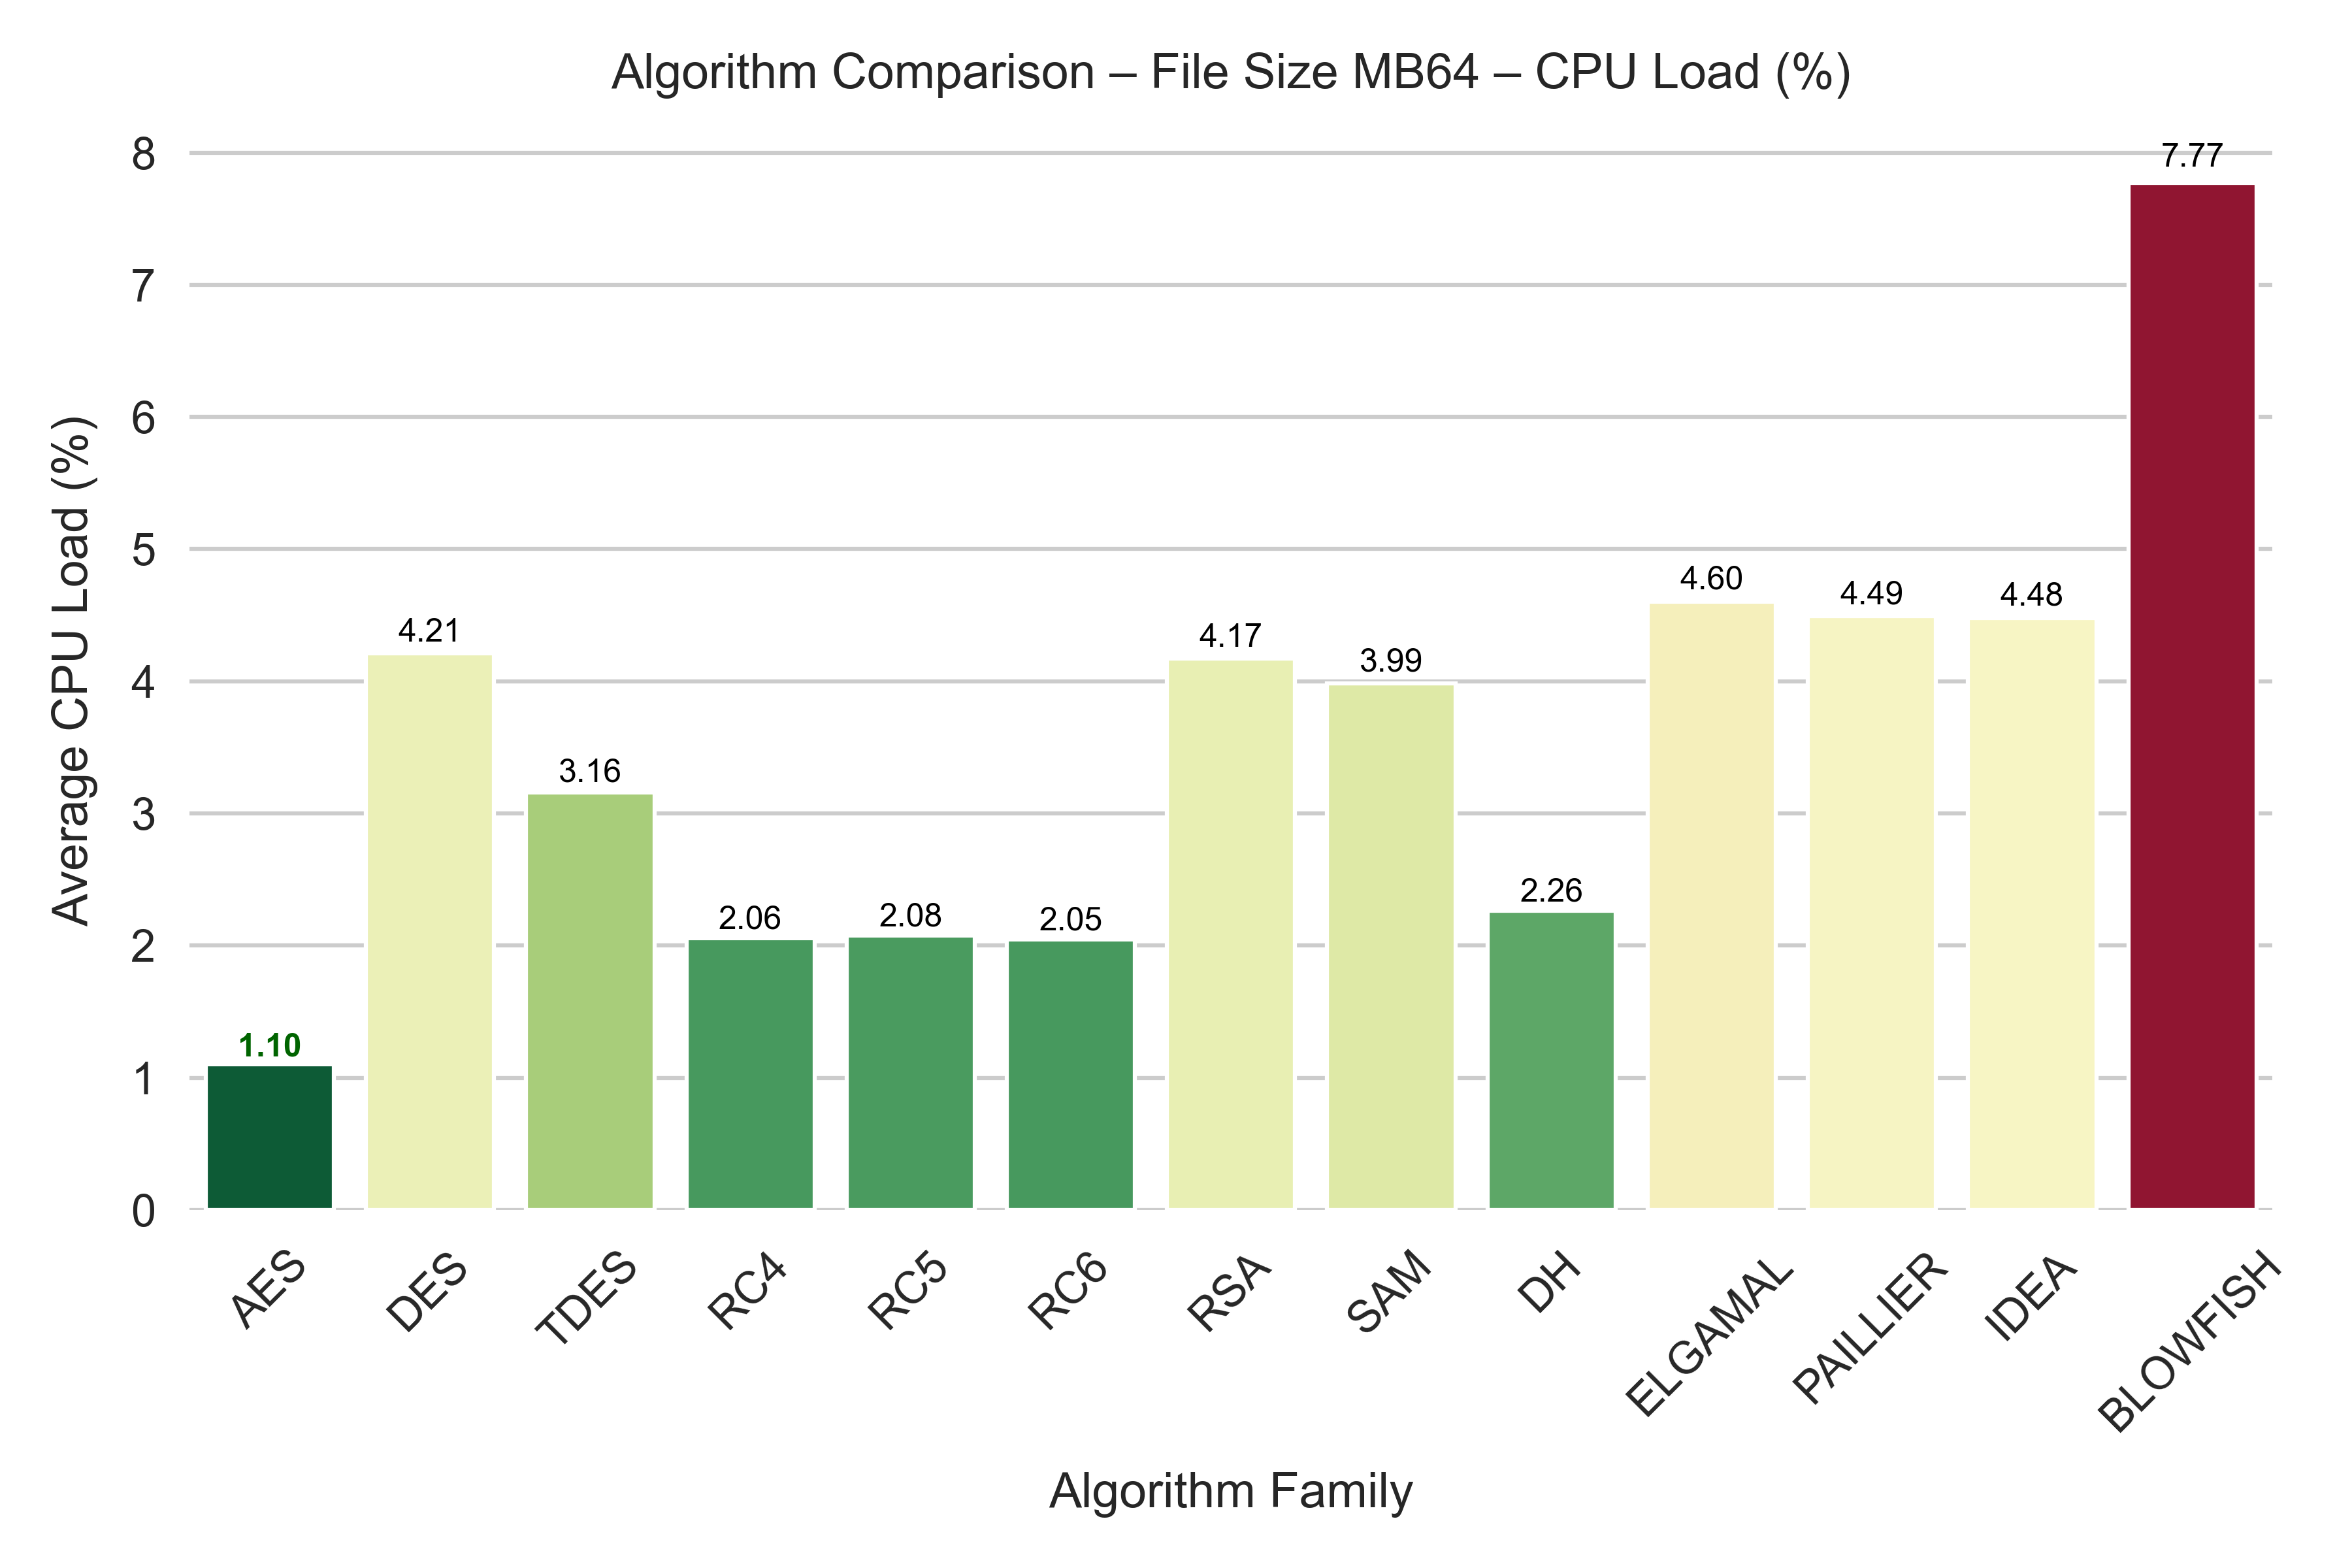 Algorithm Comparison – File Size MB64 – CPU Load (%)
Average CPU Load (%)
8
7
6
5
4
3
2
1
0
1.10
4.21
3.16
2.06
2.08
2.05
4.17
3.99
2.26
4.60
4.49
4.48
7.77
AES
DES
TDES
RC4
RC5
RC6
RSA
SAM
DH
ELGAMAL
PAILLIER
IDEA
BLOWFISH
Algorithm Family